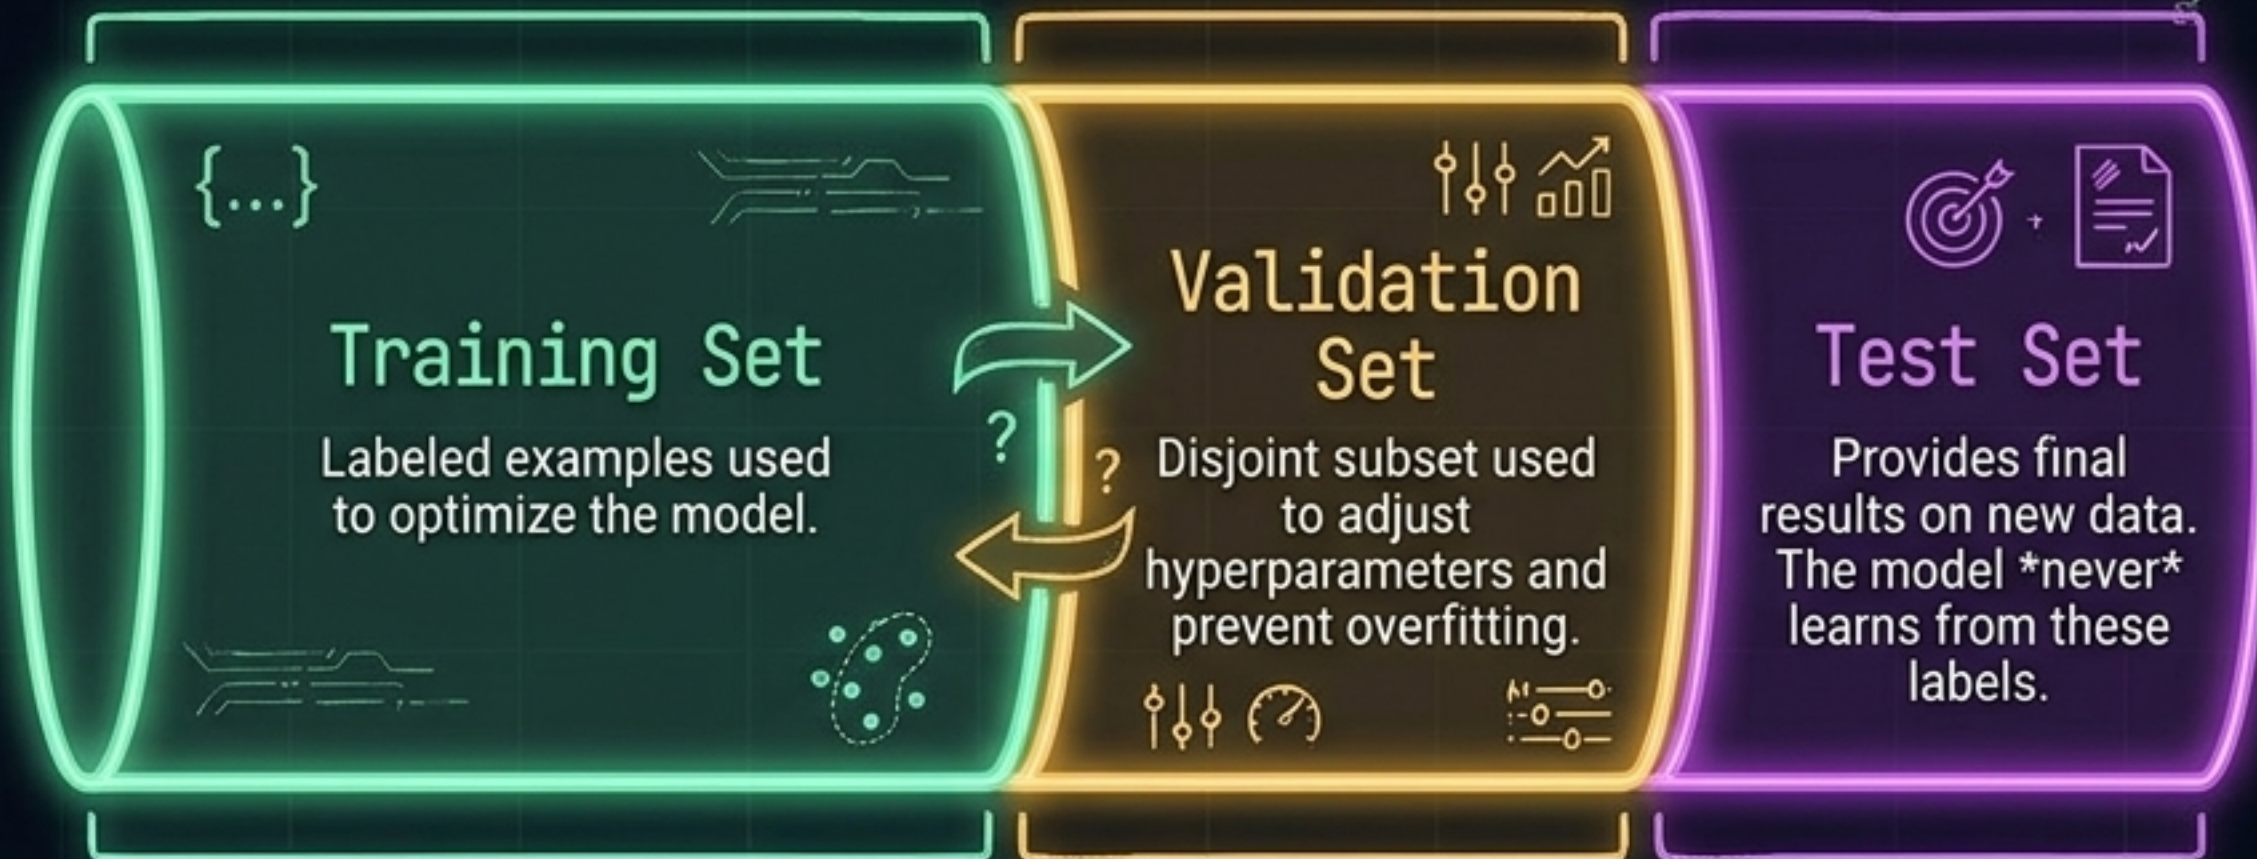 {...}
Training Set
Labeled examples used
to optimize the model.
?
?
Validation
Set
Disjoint subset used
to adjust
hyperparameters and
prevent overfitting.
Test Set
Provides final
results on new data.
The model *never*
learns from these
labels.